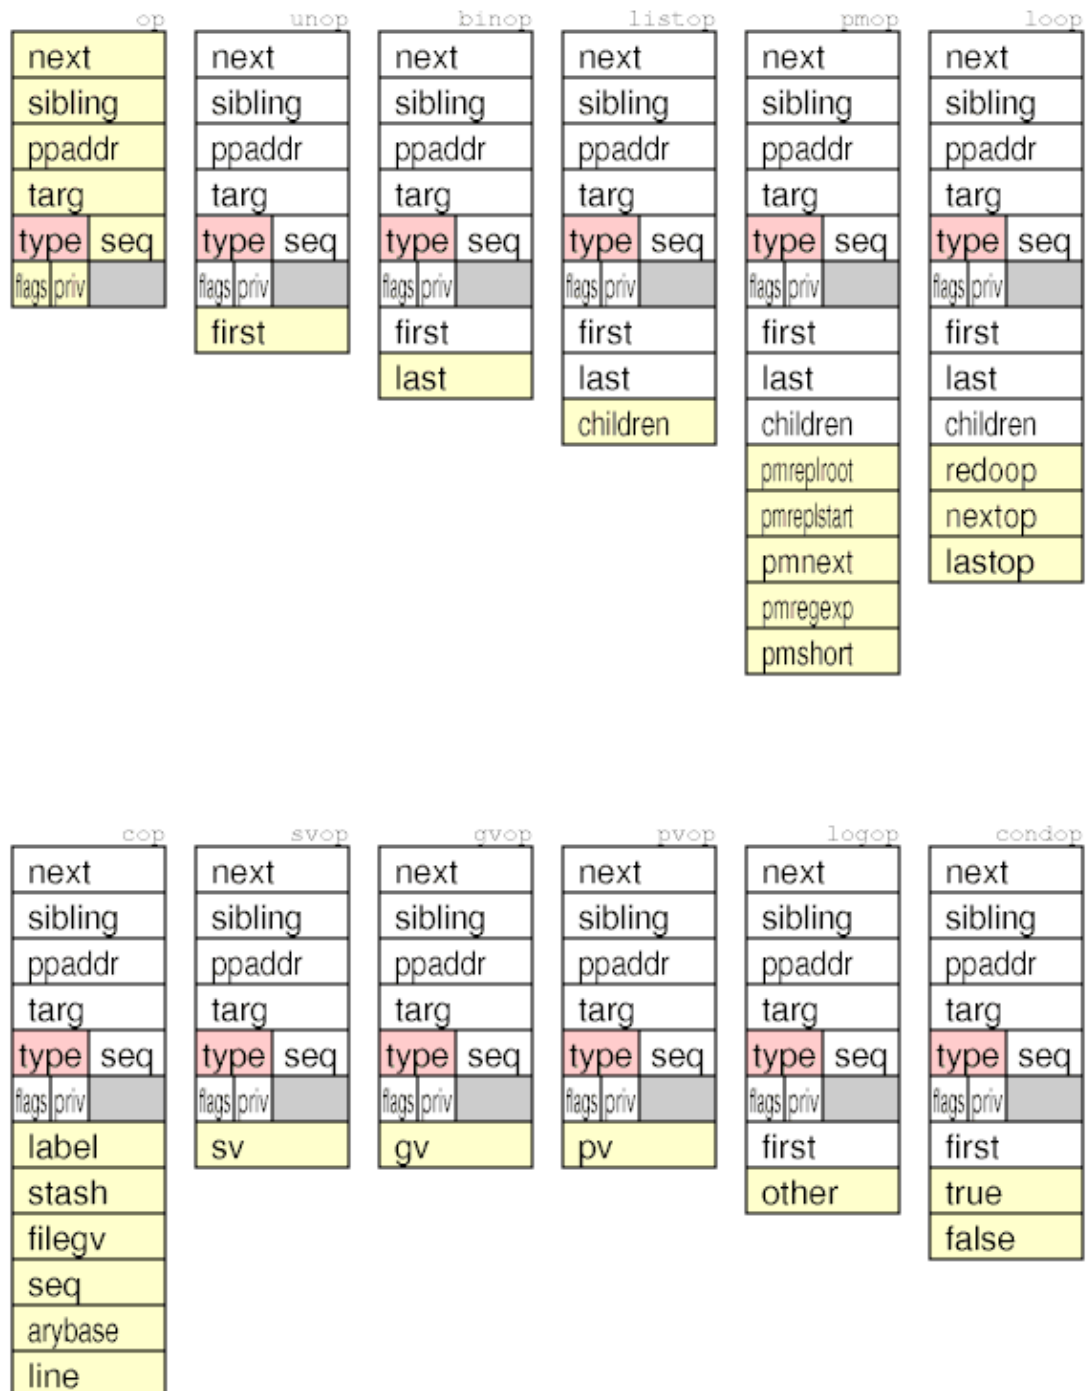 op
next
sibling
ppaddr
targ
type seq
flags priv
unop
next
sibling
ppaddr
targ
type seq
flags priv
first
binop
next
sibling
ppaddr
targ
type seq
flags priv
first
last
listop
next
sibling
ppaddr
targ
type seq
flags priv
first
last
children
pmop
next
sibling
ppaddr
targ
type seq
flags priv
first
last
children
pmreplroot
pmreplstart
pmnext
pmregexp
pmshort
loop
next
sibling
ppaddr
targ
type seq
flags priv
first
last
children
redoop
nextop
lastop
cop
next
sibling
ppaddr
targ
type seq
flags priv
label
stash
filegv
seq
arybase
line
svop
next
sibling
ppaddr
targ
type seq
flags priv
sv
gvop
next
sibling
ppaddr
targ
type seq
flags priv
gv
pvop
next
sibling
ppaddr
targ
type seq
flags priv
pv
logop
next
sibling
ppaddr
targ
type seq
flags priv
first
other
condop
next
sibling
ppaddr
targ
type seq
flags priv
first
true
false